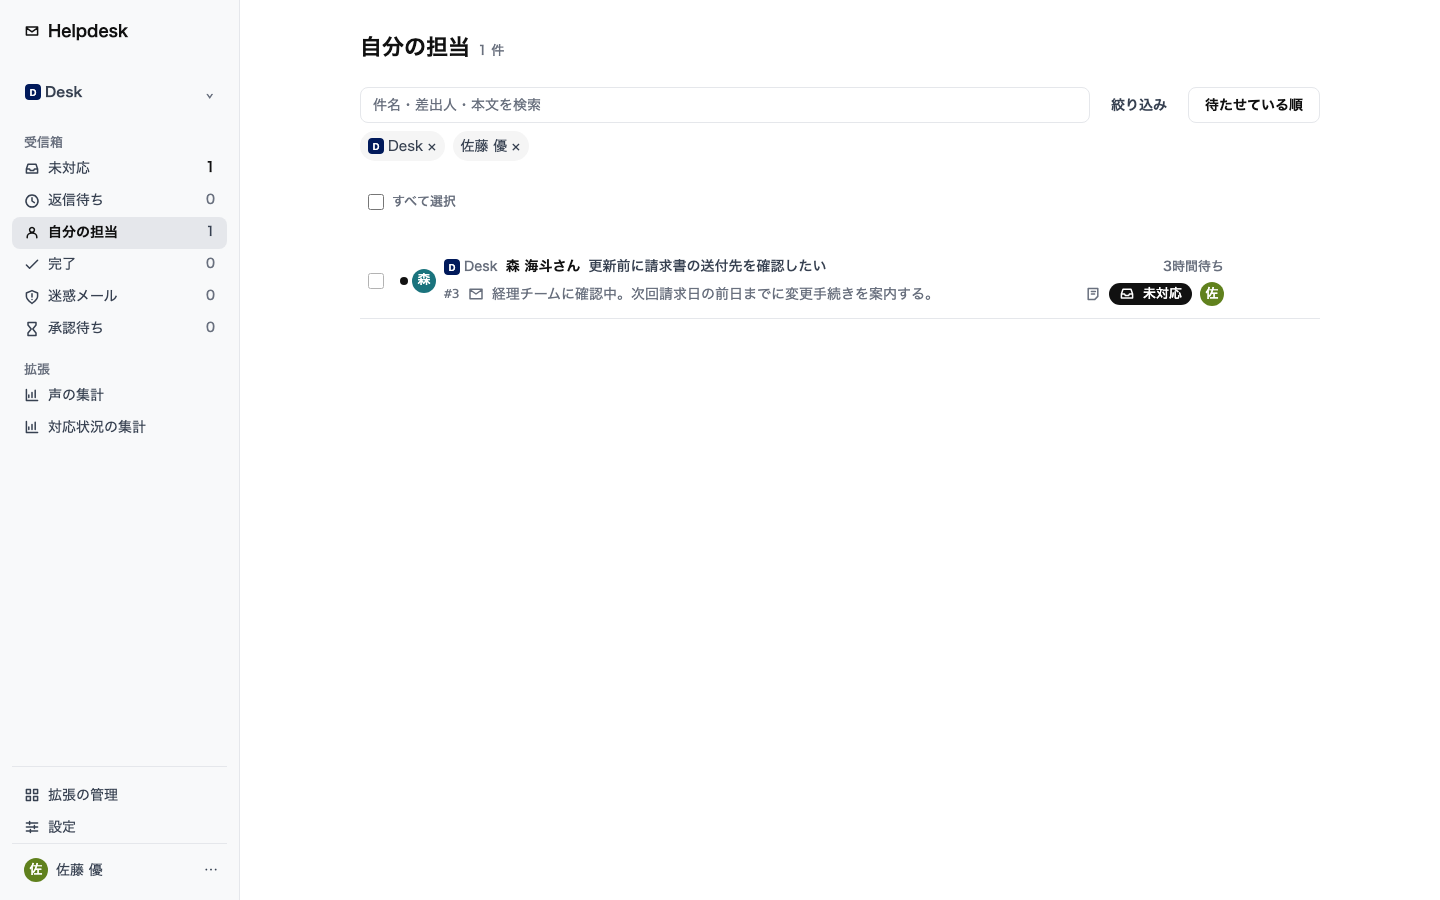 Helpdesk
D Desk
受信箱
未対応 1
返信待ち 0
自分の担当 1
完了 0
迷惑メール 0
承認待ち 0
拡張
声の集計
対応状況の集計
拡張の管理
設定
佐 佐藤 優 …
自分の担当 1 件
件名・差出人・本文を検索 絞り込み 待たせている順
D Desk × 佐藤 優 ×
すべて選択
森 D Desk 森 海斗さん 更新前に請求書の送付先を確認したい 3時間待ち
#3 経理チームに確認中。次回請求日の前日までに変更手続きを案内する。 未対応 佐